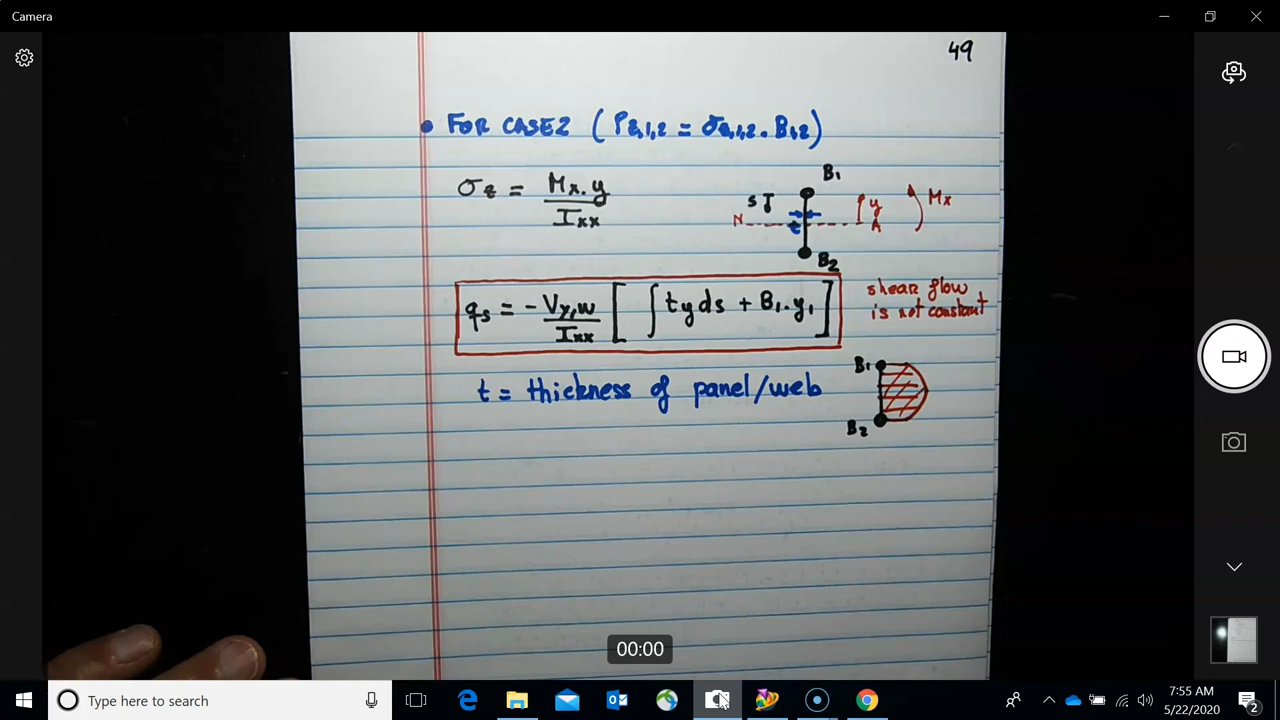 Camera
49
• FOR CASE2 (Pz,1,2 = σz,1,2 . B1,2)
σz = Mx.y / Ixx
B1
s
N
t
y
A
Mx
B2
qs = - Vy,w / Ixx [ ∫ t y ds + B1.y1 ]
shear flow
is not constant
t = thickness of panel/web
B1
B2
00:00
Type here to search
7:55 AM
5/22/2020
2